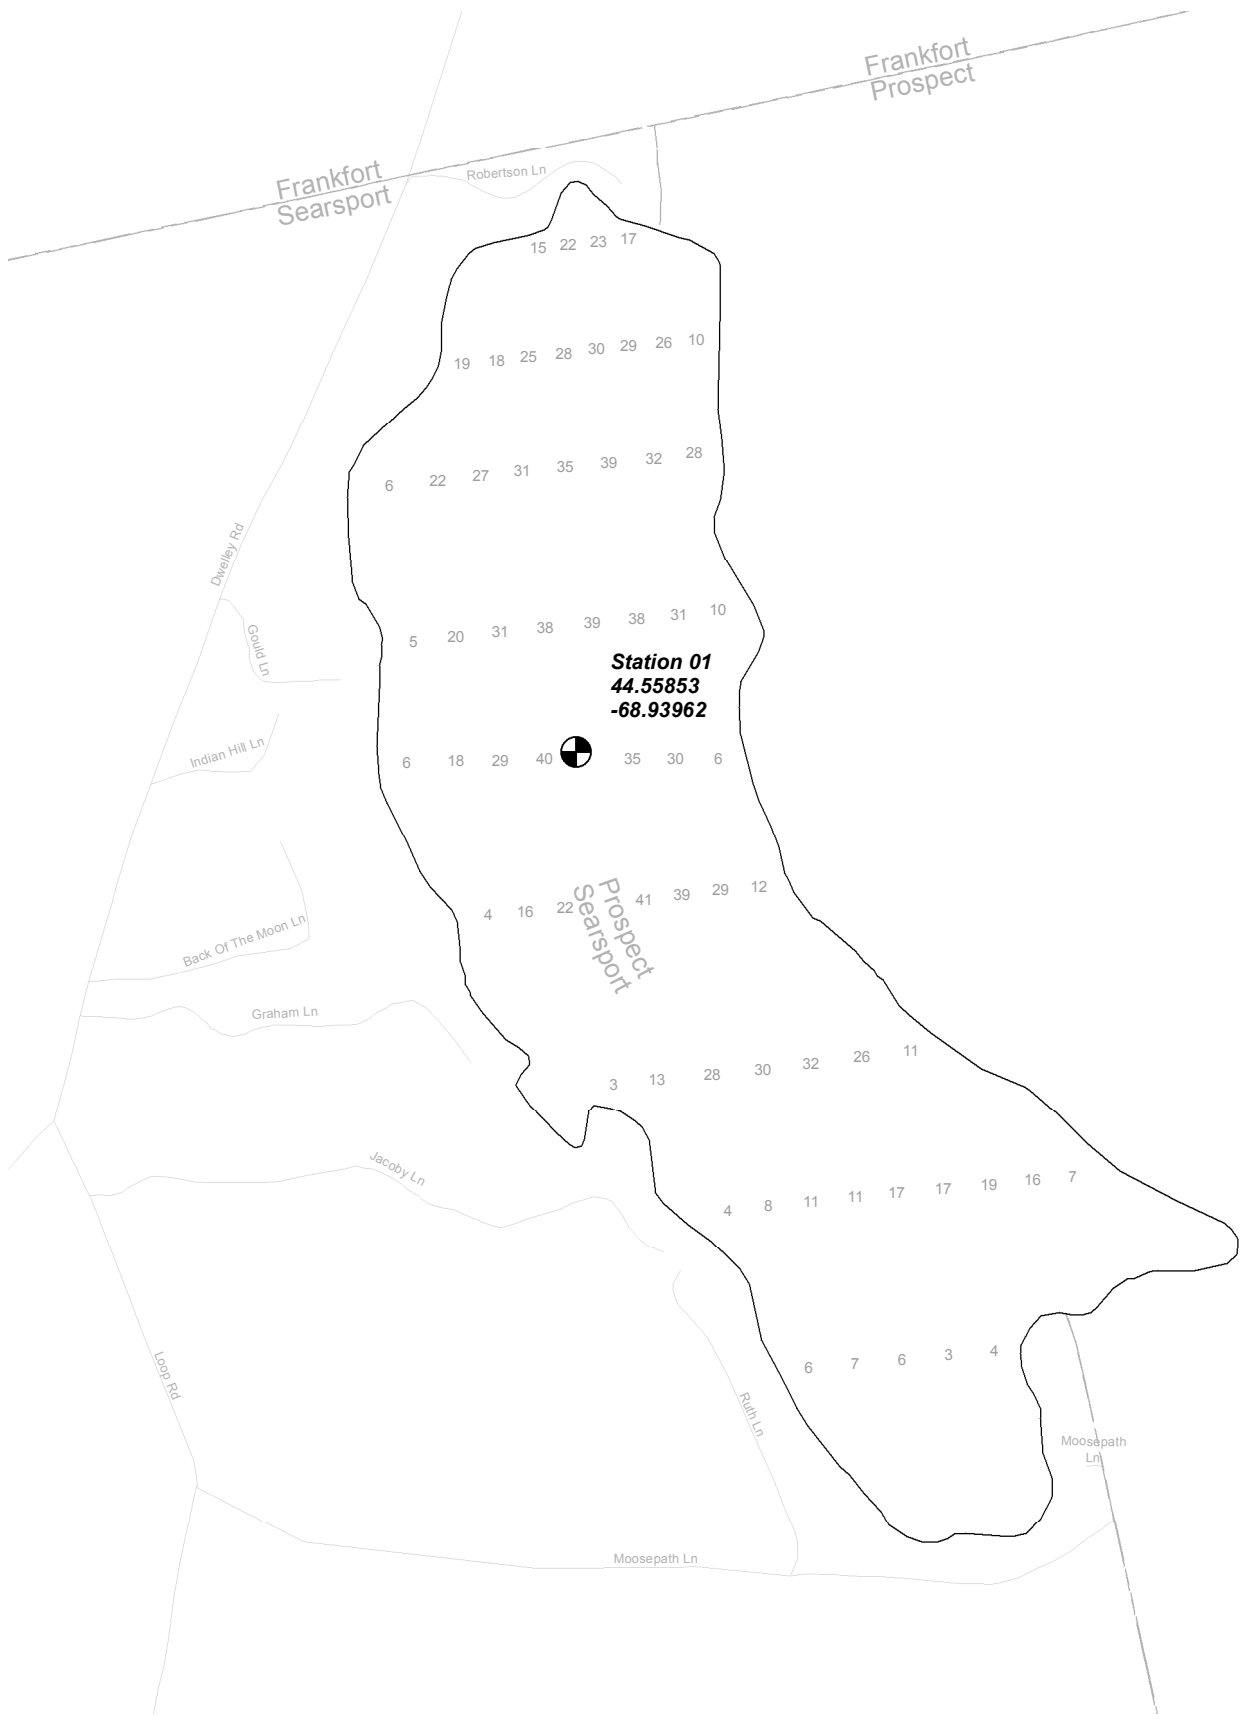 Frankfort
Prospect
Frankfort
Searsport
Robertson Ln
15 22 23 17
19 18 25 28 30 29 26 10
6 22 27 31 35 39 32 28
Dwelley Rd
5 20 31 38 39 38 31 10
Gould Ln
Station 01
44.55853
-68.93962
Indian Hill Ln
6 18 29 40 35 30 6
4 16 22 41 39 29 12
Prospect
Searsport
Back Of The Moon Ln
Graham Ln
3 13 28 30 32 26 11
Jacoby Ln
4 8 11 11 17 17 19 16 7
6 7 6 3 4
Loop Rd
Ruth Ln
Moosepath
Ln
Moosepath Ln